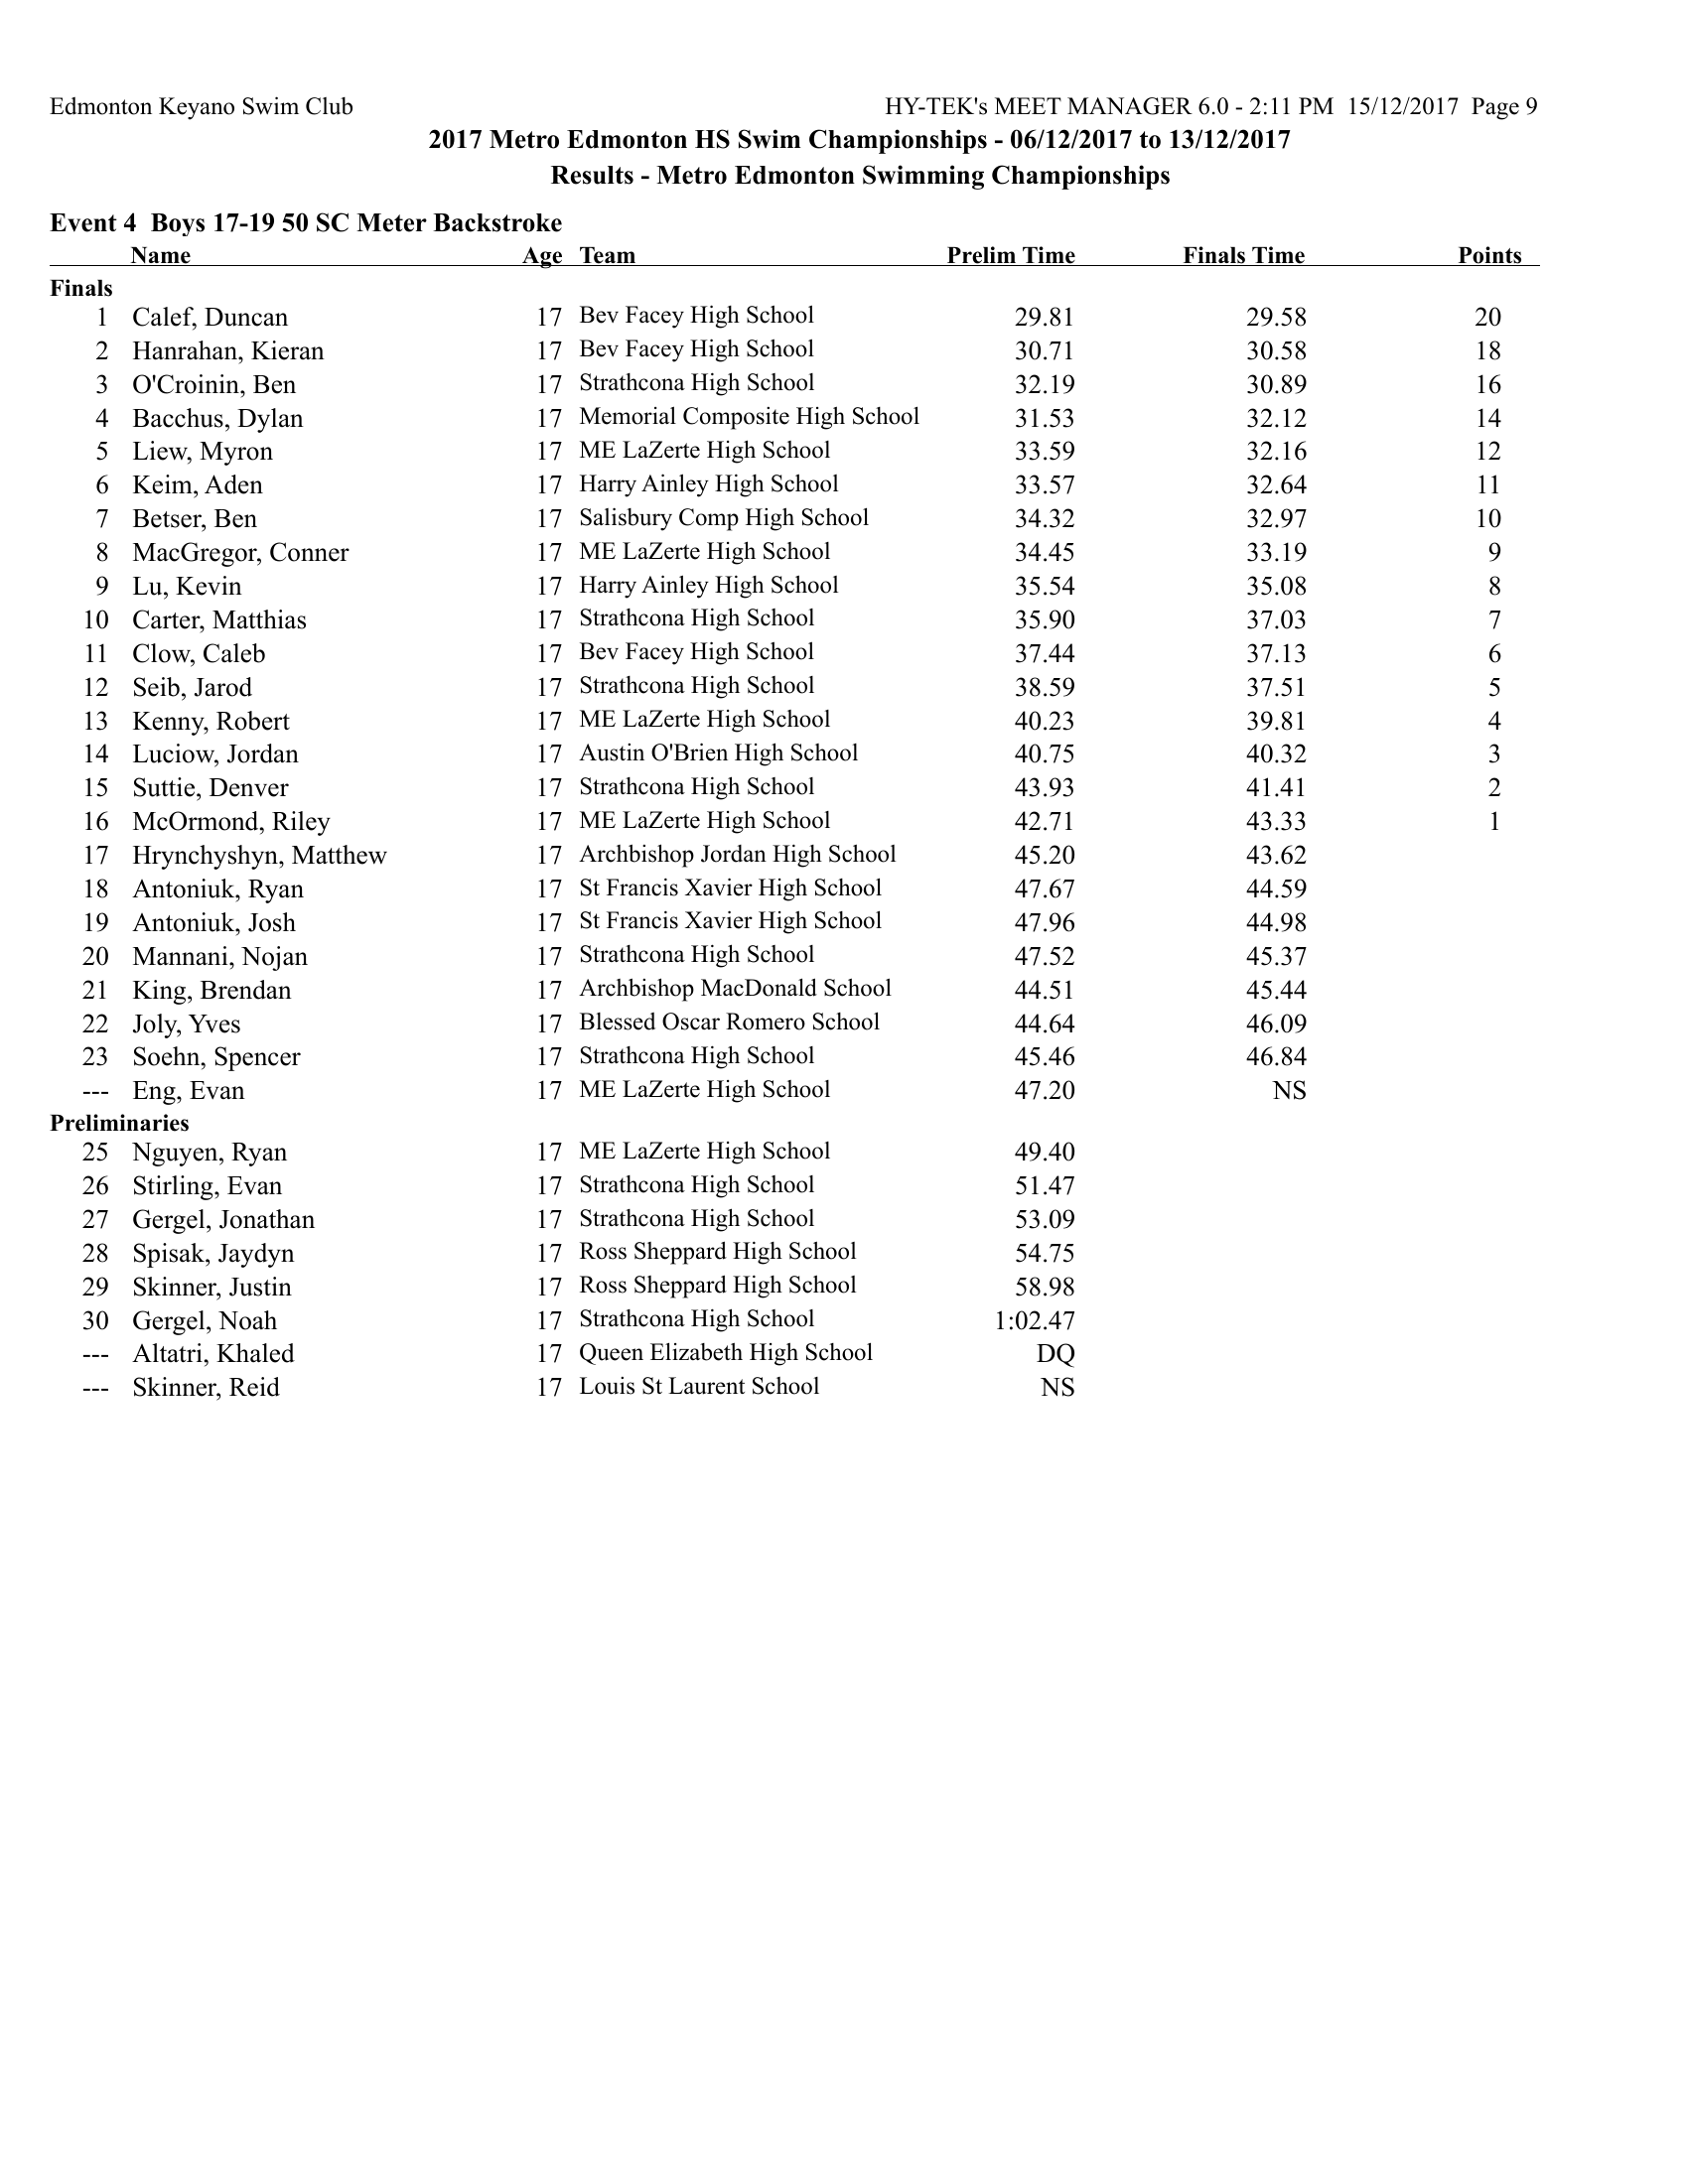 Edmonton Keyano Swim Club HY-TEK's MEET MANAGER 6.0 - 2:11 PM 15/12/2017 Page 9
2017 Metro Edmonton HS Swim Championships - 06/12/2017 to 13/12/2017
Results - Metro Edmonton Swimming Championships
Event 4 Boys 17-19 50 SC Meter Backstroke
Name Age Team Prelim Time Finals Time Points
Finals
1 Calef, Duncan 17 Bev Facey High School 29.81 29.58 20
2 Hanrahan, Kieran 17 Bev Facey High School 30.71 30.58 18
3 O'Croinin, Ben 17 Strathcona High School 32.19 30.89 16
4 Bacchus, Dylan 17 Memorial Composite High School 31.53 32.12 14
5 Liew, Myron 17 ME LaZerte High School 33.59 32.16 12
6 Keim, Aden 17 Harry Ainley High School 33.57 32.64 11
7 Betser, Ben 17 Salisbury Comp High School 34.32 32.97 10
8 MacGregor, Conner 17 ME LaZerte High School 34.45 33.19 9
9 Lu, Kevin 17 Harry Ainley High School 35.54 35.08 8
10 Carter, Matthias 17 Strathcona High School 35.90 37.03 7
11 Clow, Caleb 17 Bev Facey High School 37.44 37.13 6
12 Seib, Jarod 17 Strathcona High School 38.59 37.51 5
13 Kenny, Robert 17 ME LaZerte High School 40.23 39.81 4
14 Luciow, Jordan 17 Austin O'Brien High School 40.75 40.32 3
15 Suttie, Denver 17 Strathcona High School 43.93 41.41 2
16 McOrmond, Riley 17 ME LaZerte High School 42.71 43.33 1
17 Hrynchyshyn, Matthew 17 Archbishop Jordan High School 45.20 43.62
18 Antoniuk, Ryan 17 St Francis Xavier High School 47.67 44.59
19 Antoniuk, Josh 17 St Francis Xavier High School 47.96 44.98
20 Mannani, Nojan 17 Strathcona High School 47.52 45.37
21 King, Brendan 17 Archbishop MacDonald School 44.51 45.44
22 Joly, Yves 17 Blessed Oscar Romero School 44.64 46.09
23 Soehn, Spencer 17 Strathcona High School 45.46 46.84
--- Eng, Evan 17 ME LaZerte High School 47.20 NS
Preliminaries
25 Nguyen, Ryan 17 ME LaZerte High School 49.40
26 Stirling, Evan 17 Strathcona High School 51.47
27 Gergel, Jonathan 17 Strathcona High School 53.09
28 Spisak, Jaydyn 17 Ross Sheppard High School 54.75
29 Skinner, Justin 17 Ross Sheppard High School 58.98
30 Gergel, Noah 17 Strathcona High School 1:02.47
--- Altatri, Khaled 17 Queen Elizabeth High School DQ
--- Skinner, Reid 17 Louis St Laurent School NS